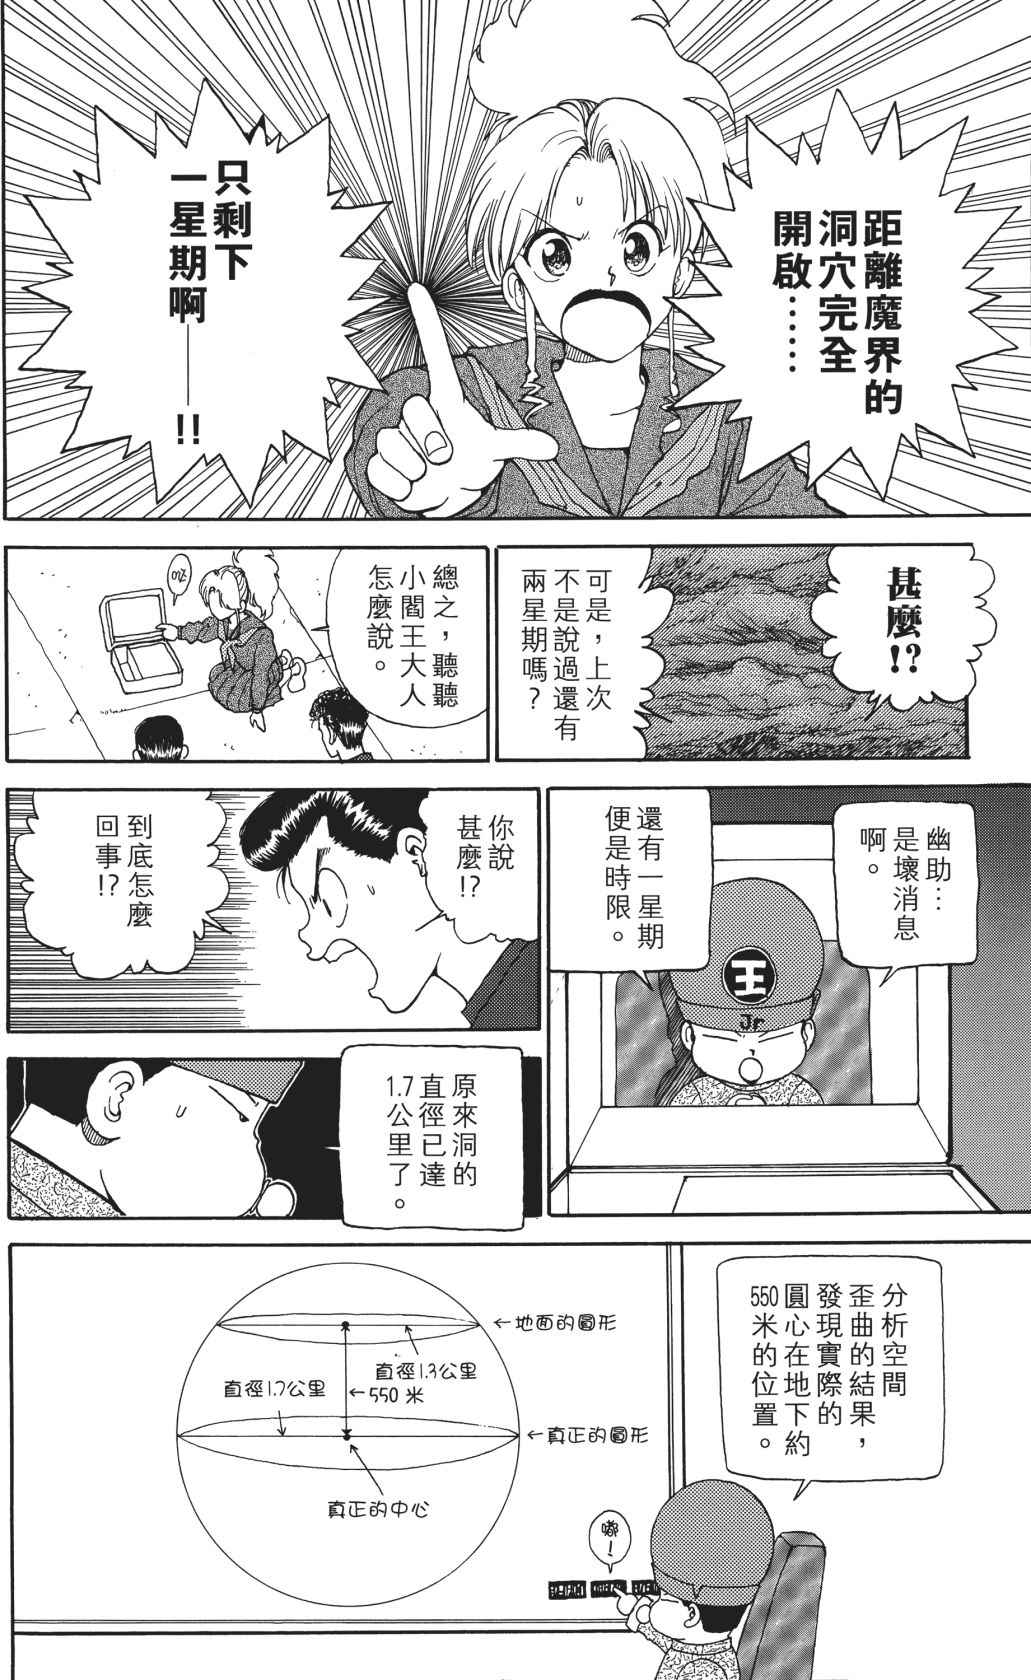 距離魔界的
洞穴完全
開啟……
只剩下
一星期啊——!!
甚麼!?
可是，上次
不是說過還有
兩星期嗎？
總之，聽聽
小閻王大人
怎麼說。
幽助…
是壞消息
啊。
還有一星期
便是時限。
王
Jr
你說
甚麼!?
到底怎麼
回事!?
原來洞的
直徑已達
1.7公里了。
分析空間
歪曲的結果，
發現實際的
圓心在地下約
550米的位置。
←地面的圓形
直徑1.3公里
直徑1.7公里
←550 米
←真正的圓形
真正的中心
嘟！